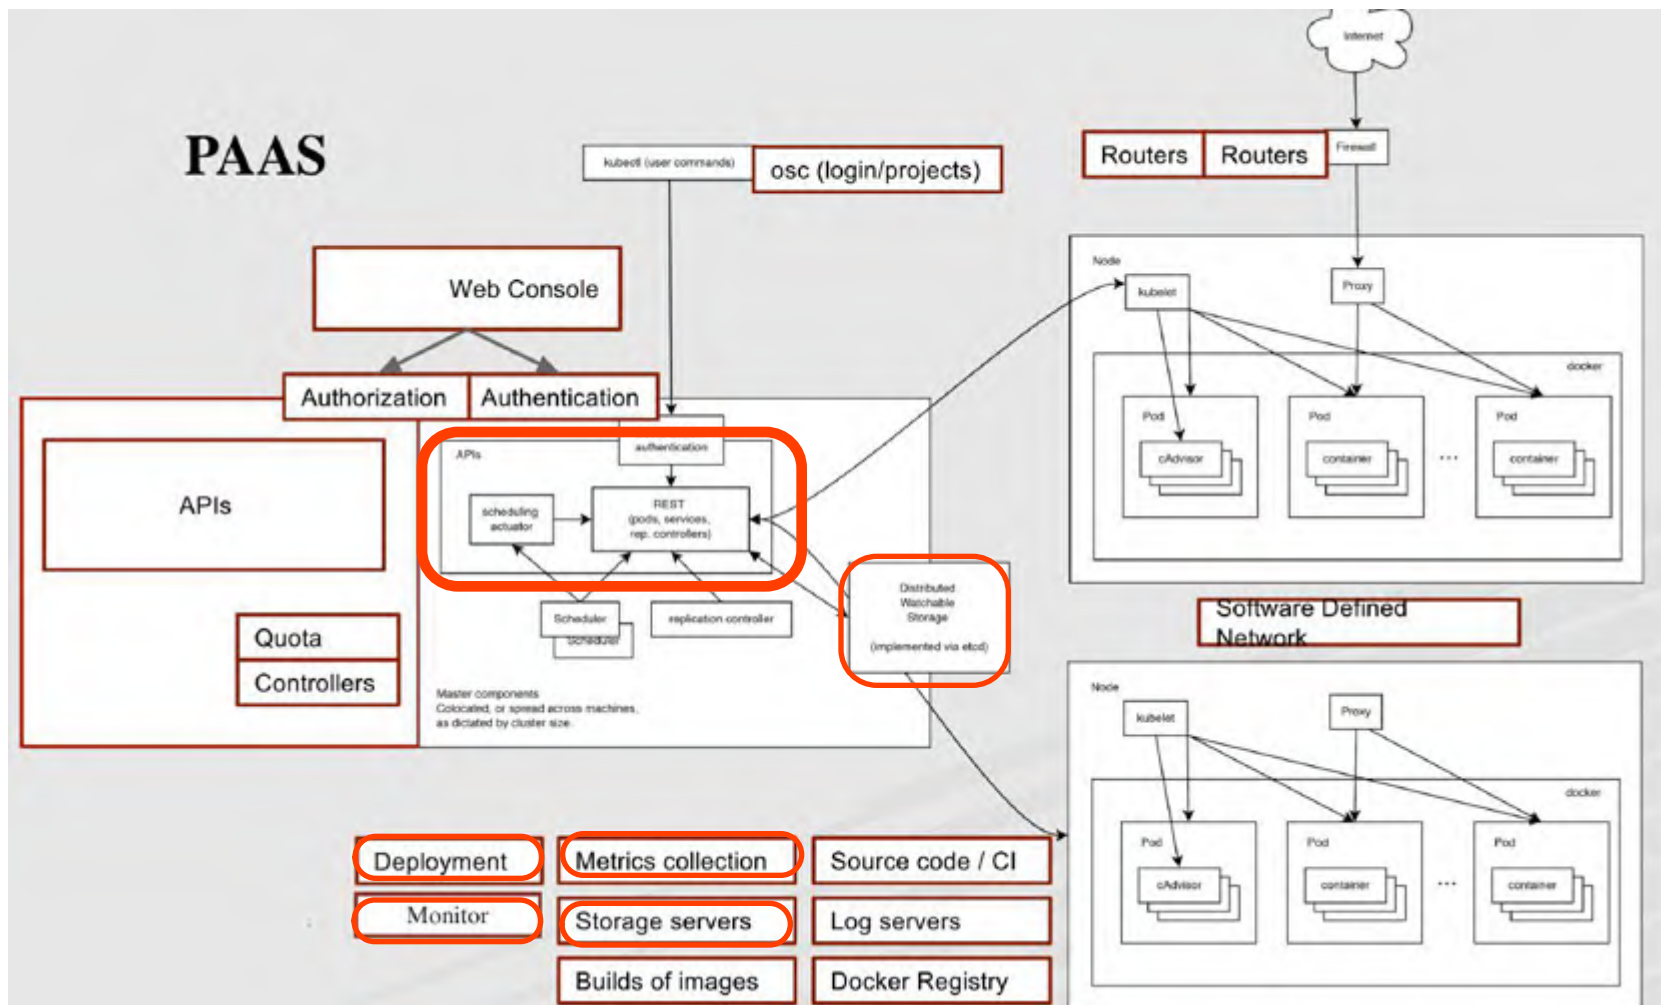 Internet
PAAS
kubectl (user commands)
osc (login/projects)
Routers
Routers
Firewall
Web Console
Node
kubelet
Proxy
docker
Authorization
Authentication
authentication
APIs
APIs
scheduling
actuator
REST
(pods, services,
rep. controllers)
Pod
cAdvisor
Pod
container
...
Pod
container
Distributed
Watchable
Storage
(implemented via etcd)
Scheduler
Scheduler
replication controller
Quota
Controllers
Master components
Colocated, or spread across machines,
as dictated by cluster size.
Software Defined
Network
Node
kubelet
Proxy
docker
Pod
cAdvisor
Pod
container
...
Pod
container
Deployment
Metrics collection
Source code / CI
Monitor
Storage servers
Log servers
Builds of images
Docker Registry